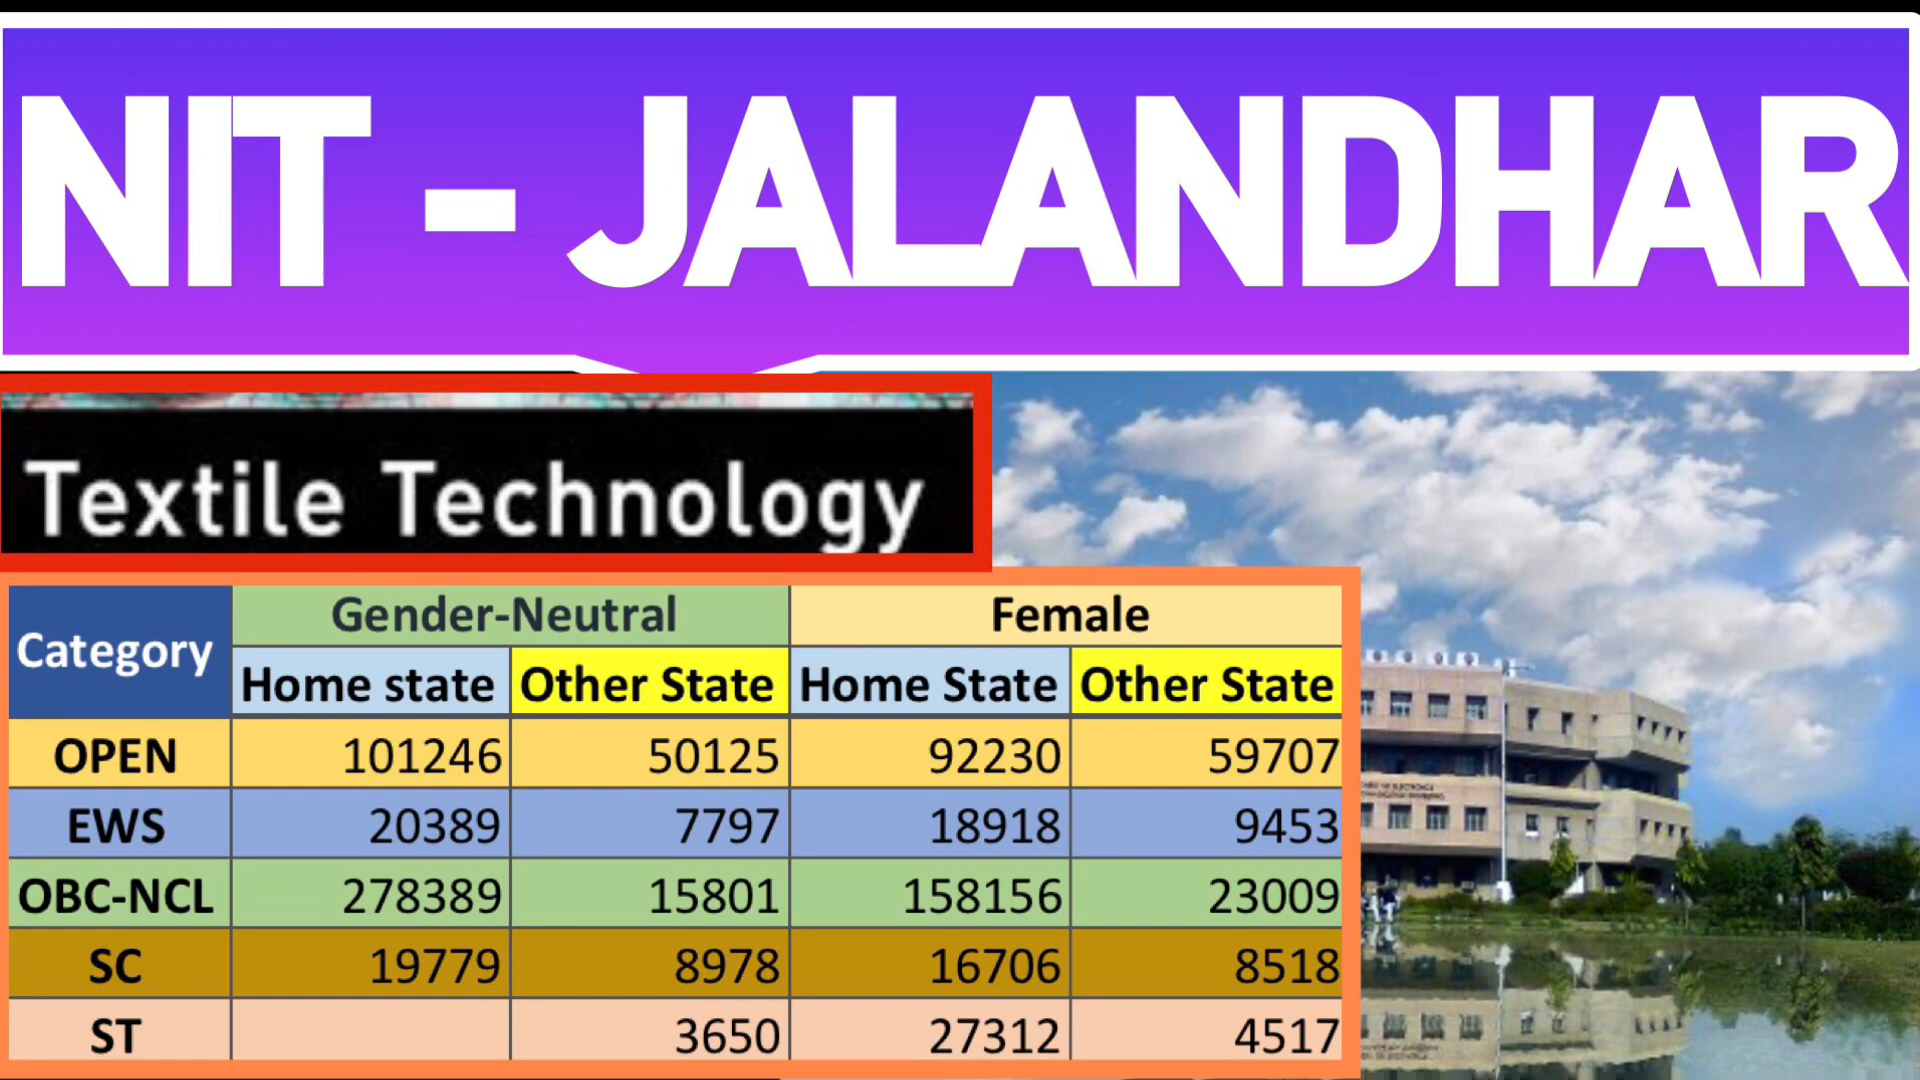 NIT - JALANDHAR
Textile Technology
Category Gender-Neutral Female
Home state Other State Home State Other State
OPEN 101246 50125 92230 59707
EWS 20389 7797 18918 9453
OBC-NCL 278389 15801 158156 23009
SC 19779 8978 16706 8518
ST 3650 27312 4517